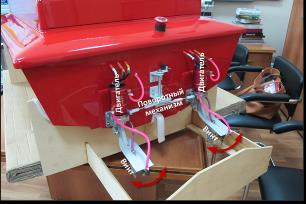 Двигатель
Двигатель
Поворотный
механизм
Винт
Винт